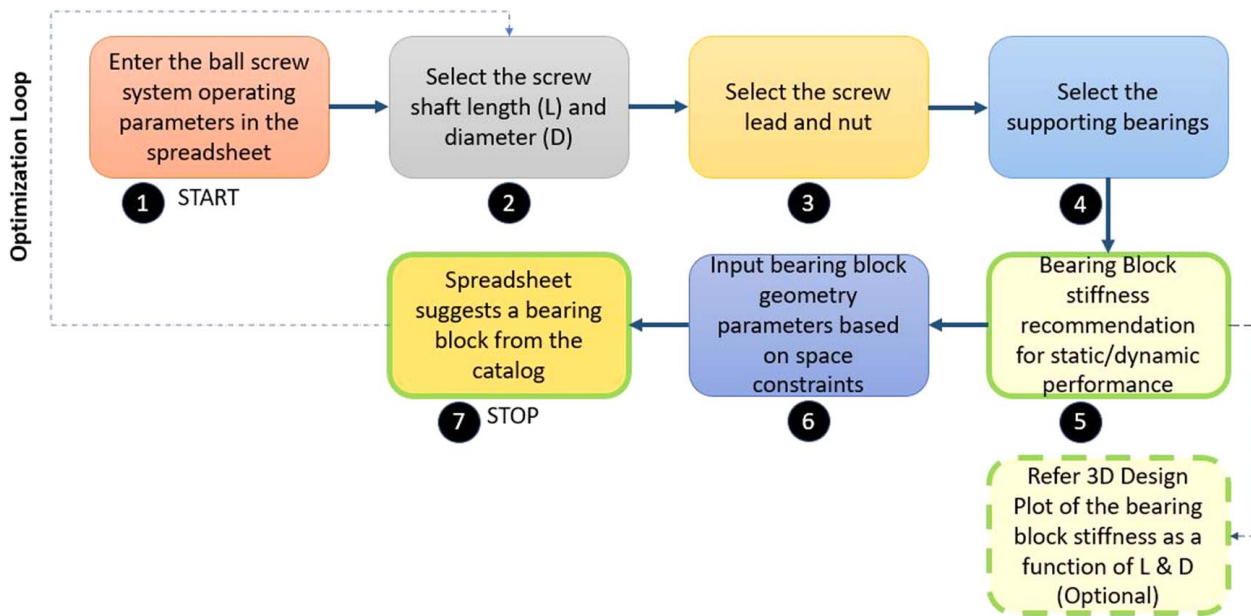 Optimization Loop
Enter the ball screw
system operating
parameters in the
spreadsheet
1 START
Select the screw
shaft length (L) and
diameter (D)
2
Select the screw
lead and nut
3
Select the
supporting bearings
4
Bearing Block
stiffness
recommendation
for static/dynamic
performance
5
Input bearing block
geometry
parameters based
on space
constraints
6
Spreadsheet
suggests a bearing
block from the
catalog
7 STOP
Refer 3D Design
Plot of the bearing
block stiffness as a
function of L & D
(Optional)